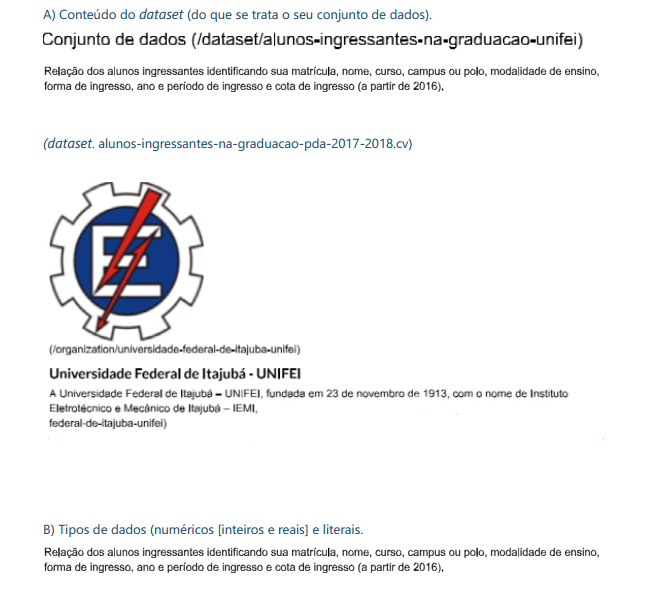 A) Conteúdo do dataset (do que se trata o seu conjunto de dados).
Conjunto de dados (/dataset/alunos-ingressantes-na-graduacao-unifei)
Relação dos alunos ingressantes identificando sua matrícula, nome, curso, campus ou polo, modalidade de ensino,
forma de ingresso, ano e período de ingresso e cota de ingresso (a partir de 2016),
(dataset. alunos-ingressantes-na-graduacao-pda-2017-2018.cv)
E
(/organization/universidade-federal-de-itajuba-unifei)
Universidade Federal de Itajubá - UNIFEI
A Universidade Federal de Itajubá – UNIFEI, fundada em 23 de novembro de 1913, com o nome de Instituto
Eletrotécnico e Mecânico de Itajubá – IEMI,
federal-de-itajuba-unifei)
B) Tipos de dados (numéricos [inteiros e reais] e literais.
Relação dos alunos ingressantes identificando sua matrícula, nome, curso, campus ou polo, modalidade de ensino,
forma de ingresso, ano e período de ingresso e cota de ingresso (a partir de 2016),